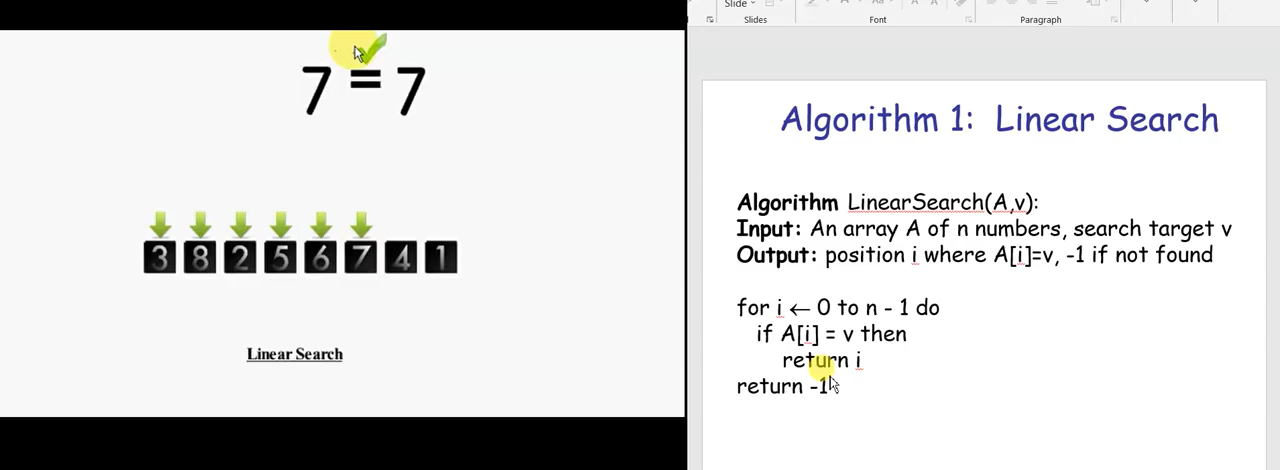 7 = 7
3 8 2 5 6 7 4 1
Linear Search
Slide
Slides
Font
Paragraph
Algorithm 1: Linear Search
Algorithm LinearSearch(A,v):
Input: An array A of n numbers, search target v
Output: position i where A[i]=v, -1 if not found
for i ← 0 to n - 1 do
if A[i] = v then
return i
return -1